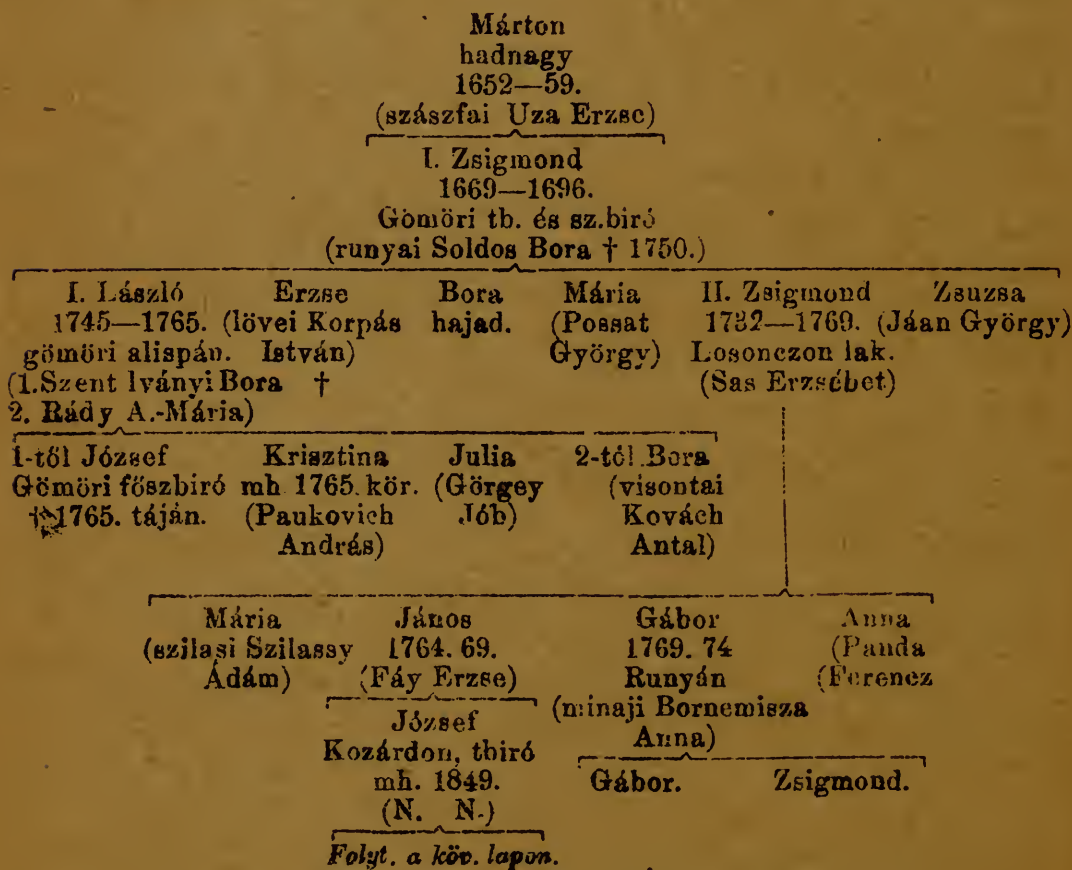 Márton
hadnagy
1652—59.
(szászfai Uza Erzse)
I. Zsigmond
1669—1696.
Gömöri tb. és sz.biró
(runyai Soldos Bora † 1750.)
I. László Erzse Bora Mária II. Zsigmond Zsuzsa
1745—1765. (lövei Korpás hajad. (Possat 1732—1769. (Jáan György)
gömöri alispán. István) György) Losonczon lak.
(1.Szent Iványi Bora † (Sas Erzsébet)
2. Rády A.-Mária)
1-től József Krisztina Julia 2-től Bora
Gömöri főszbiró mh. 1765. kör. (Görgey (visontai
† 1765. táján. (Paukovich Jób) Kovách
András) Antal)
Mária János Gábor Anna
(szilasi Szilassy 1764. 69. 1769. 74 (Panda
Ádám) (Fáy Erzse) Runyán (Ferencz
József (minaji Bornemisza
Kozárdon, tbiró Anna)
mh. 1849. Gábor. Zsigmond.
(N. N.)
Folyt. a köv. lapon.